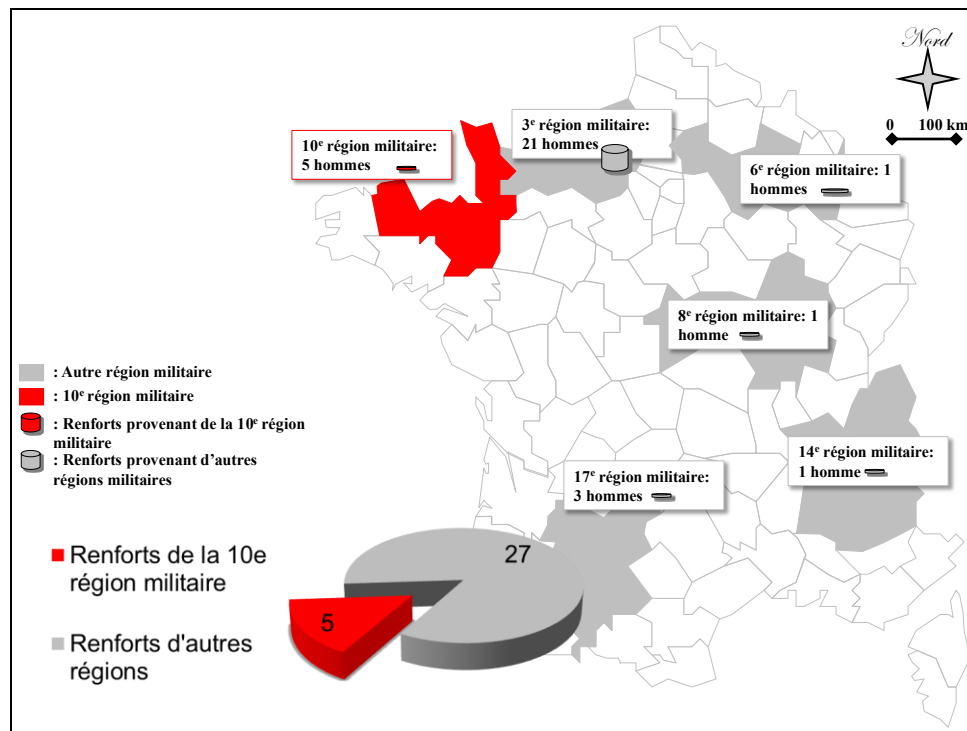 Nord
0 100 km
3e région militaire:
21 hommes
10e région militaire:
5 hommes
6e région militaire: 1
hommes
8e région militaire: 1
homme
: Autre région militaire
: 10e région militaire
: Renforts provenant de la 10e région
militaire
: Renforts provenant d’autres
régions militaires
14e région militaire:
1 homme
17e région militaire:
3 hommes
Renforts de la 10e
région militaire
Renforts d'autres
régions
27
5